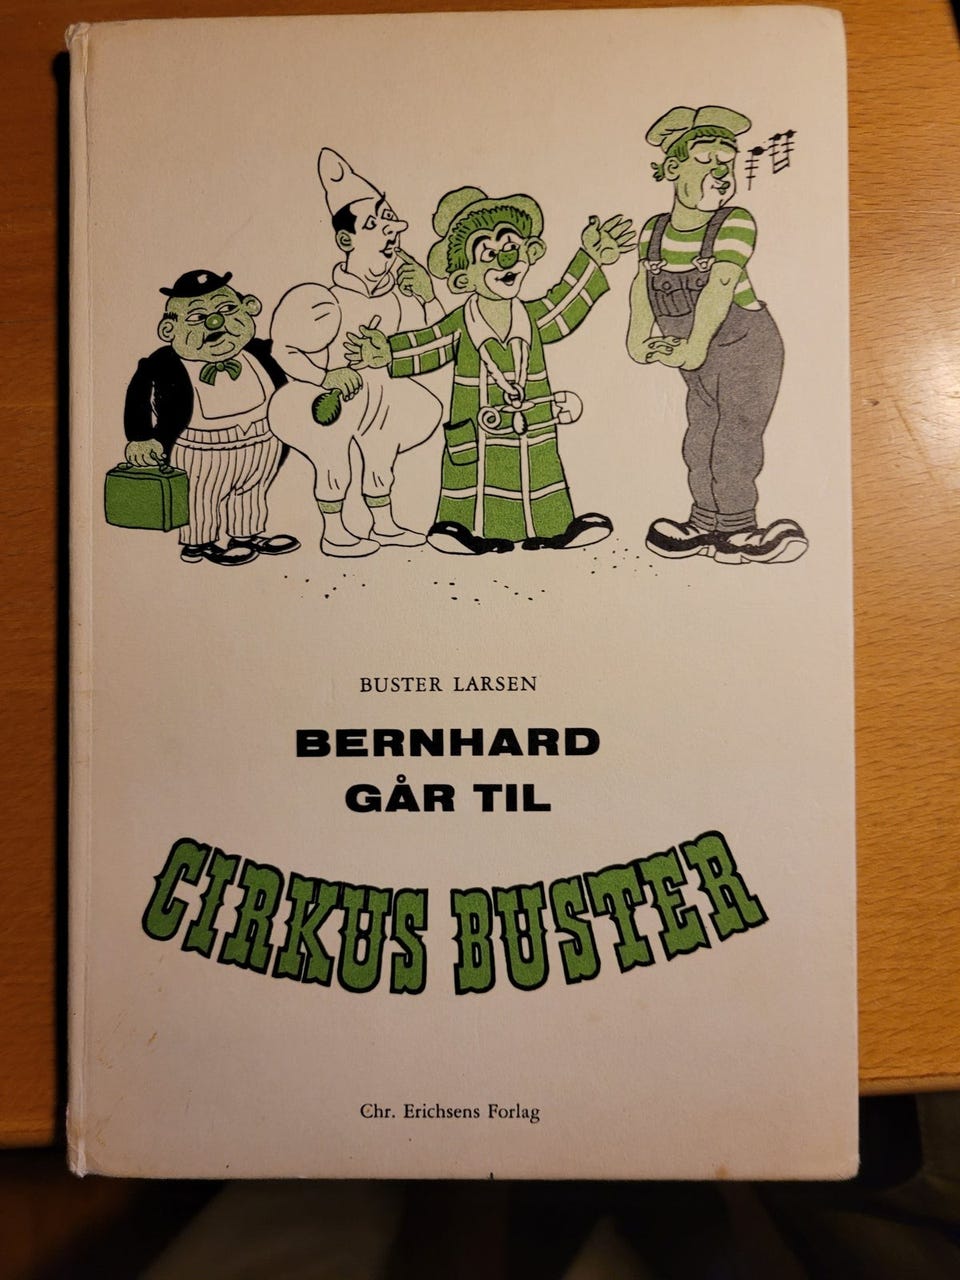 BUSTER LARSEN
BERNHARD
GÅR TIL
CIRKUS BUSTER
Chr. Erichsens Forlag